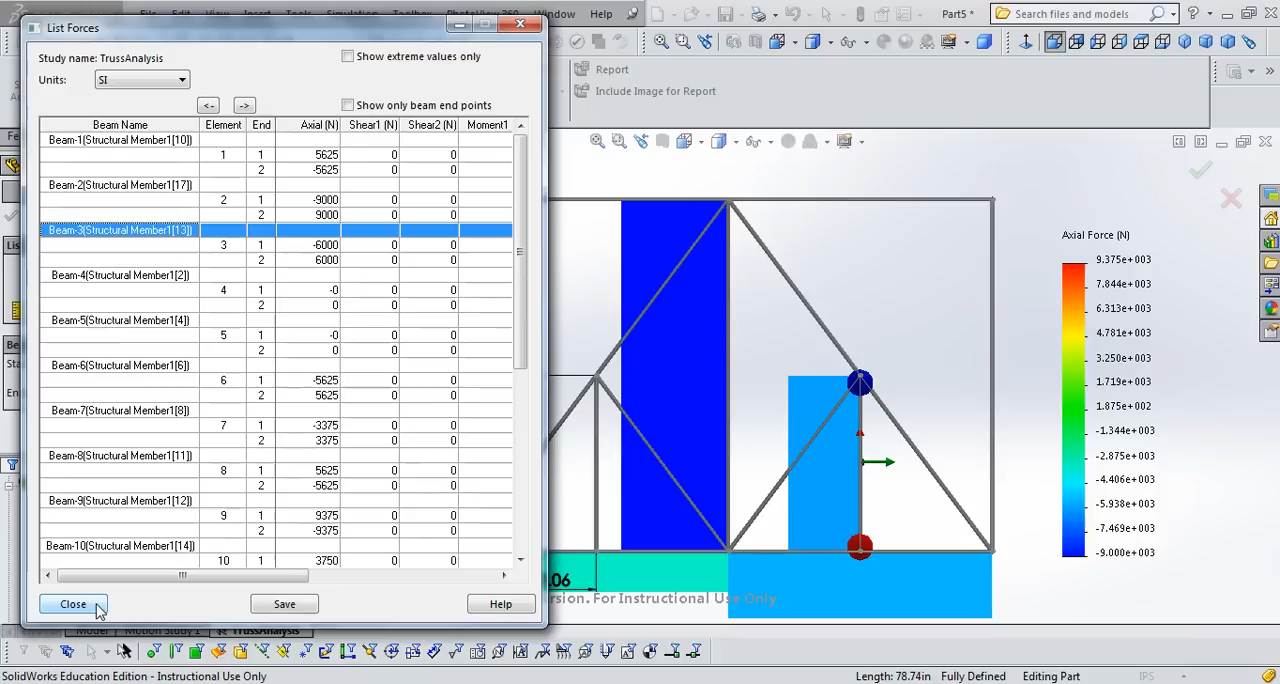 List Forces
Window Help
Part5 *
Search files and models
Study name: TrussAnalysis
Show extreme values only
Units: SI
<- ->
Show only beam end points
Report
Include Image for Report
Beam Name Element End Axial (N) Shear1 (N) Shear2 (N) Moment1
Beam-1(Structural Member1[10])
1 1 5625 0 0
2 -5625 0 0
Beam-2(Structural Member1[17])
2 1 -9000 0 0
2 9000 0 0
Beam-3(Structural Member1[13])
3 1 -6000 0 0
2 6000 0 0
Beam-4(Structural Member1[2])
4 1 -0 0 0
2 0 0 0
Beam-5(Structural Member1[4])
5 1 -0 0 0
2 0 0 0
Beam-6(Structural Member1[6])
6 1 -5625 0 0
2 5625 0 0
Beam-7(Structural Member1[8])
7 1 -3375 0 0
2 3375 0 0
Beam-8(Structural Member1[11])
8 1 5625 0 0
2 -5625 0 0
Beam-9(Structural Member1[12])
9 1 9375 0 0
2 -9375 0 0
Beam-10(Structural Member1[14])
10 1 3750 0 0
Close Save Help
Axial Force (N)
9.375e+003
7.844e+003
6.313e+003
4.781e+003
3.250e+003
1.719e+003
1.875e+002
-1.344e+003
-2.875e+003
-4.406e+003
-5.938e+003
-7.469e+003
-9.000e+003
.06
rsion. For Instructional Use Only
Model Motion Study 1 TrussAnalysis
SolidWorks Education Edition - Instructional Use Only
Length: 78.74in Fully Defined Editing Part IPS